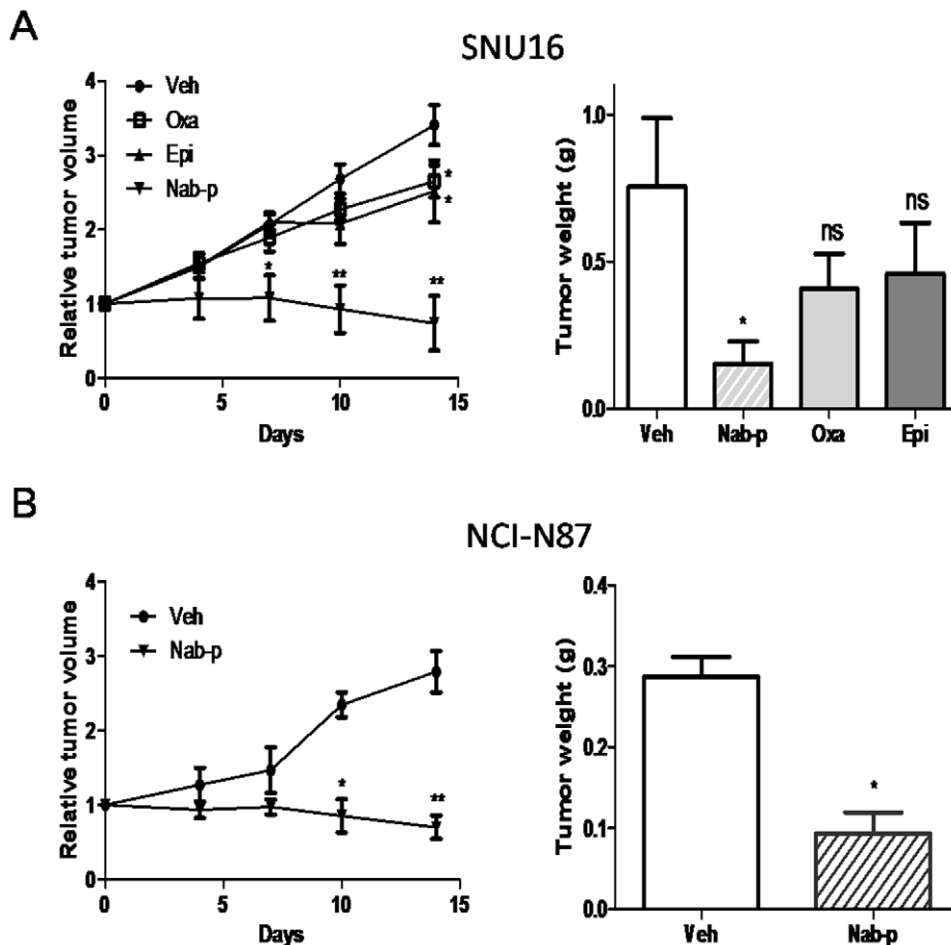 A
SNU16
Relative tumor volume
4
3
2
1
0
Veh
Oxa
Epi
Nab-p
*
*
*
**
**
0 5 10 15
Days
Tumor weight (g)
1.0
0.5
0.0
*
ns
ns
Veh Nab-p Oxa Epi
B
NCI-N87
Relative tumor volume
4
3
2
1
0
Veh
Nab-p
*
**
0 5 10 15
Days
Tumor weight (g)
0.4
0.3
0.2
0.1
0.0
*
Veh Nab-p